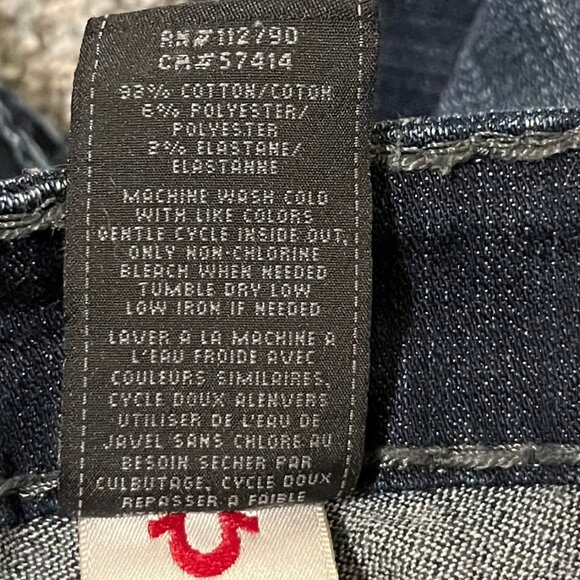 RN#112790
CA#57414
92% COTTON/COTON
6% POLYESTER/
POLYESTER
2% ELASTANE/
ELASTANNE
MACHINE WASH COLD
WITH LIKE COLORS
GENTLE CYCLE INSIDE OUT,
ONLY NON-CHLORINE
BLEACH WHEN NEEDED
TUMBLE DRY LOW
LOW IRON IF NEEDED
LAVER A LA MACHINE A
L'EAU FROIDE AVEC
COULEURS SIMILAIRES,
CYCLE DOUX ALENVERS
UTILISER DE L'EAU DE
JAVEL SANS CHLORE AU
BESOIN SECHER PAR
CULBUTAGE, CYCLE DOUX
REPASSER A FAIBLE